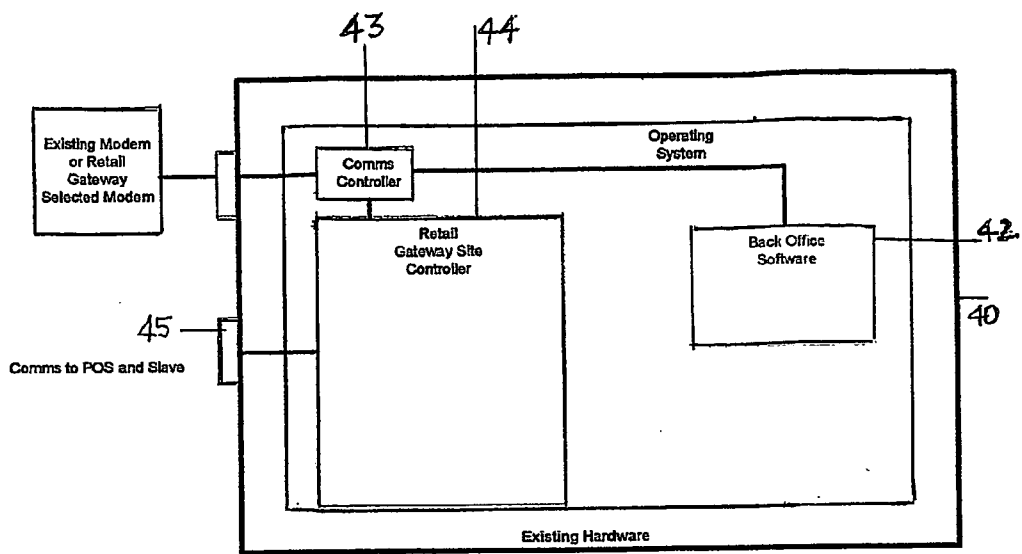 43
44
Existing Modem
or Retail
Gateway
Selected Modem
Operating
System
Comms
Controller
Retail
Gateway Site
Controller
Back Office
Software
42
40
45
Comms to POS and Slave
Existing Hardware